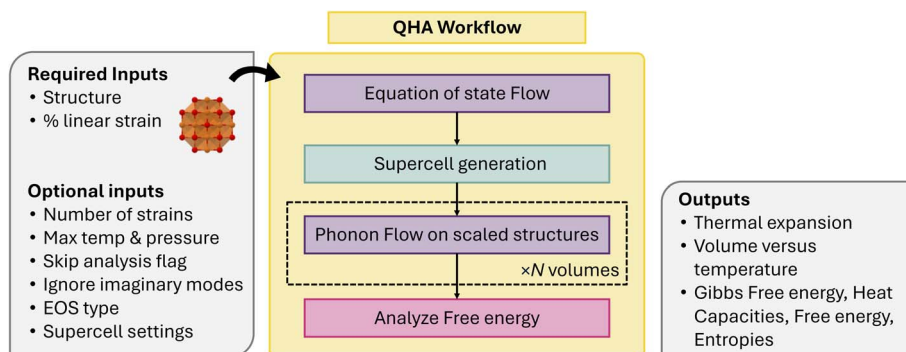 QHA Workflow
Required Inputs
• Structure
• % linear strain
Optional inputs
• Number of strains
• Max temp & pressure
• Skip analysis flag
• Ignore imaginary modes
• EOS type
• Supercell settings
Equation of state Flow
Supercell generation
Phonon Flow on scaled structures
×N volumes
Analyze Free energy
Outputs
• Thermal expansion
• Volume versus
temperature
• Gibbs Free energy, Heat
Capacities, Free energy,
Entropies